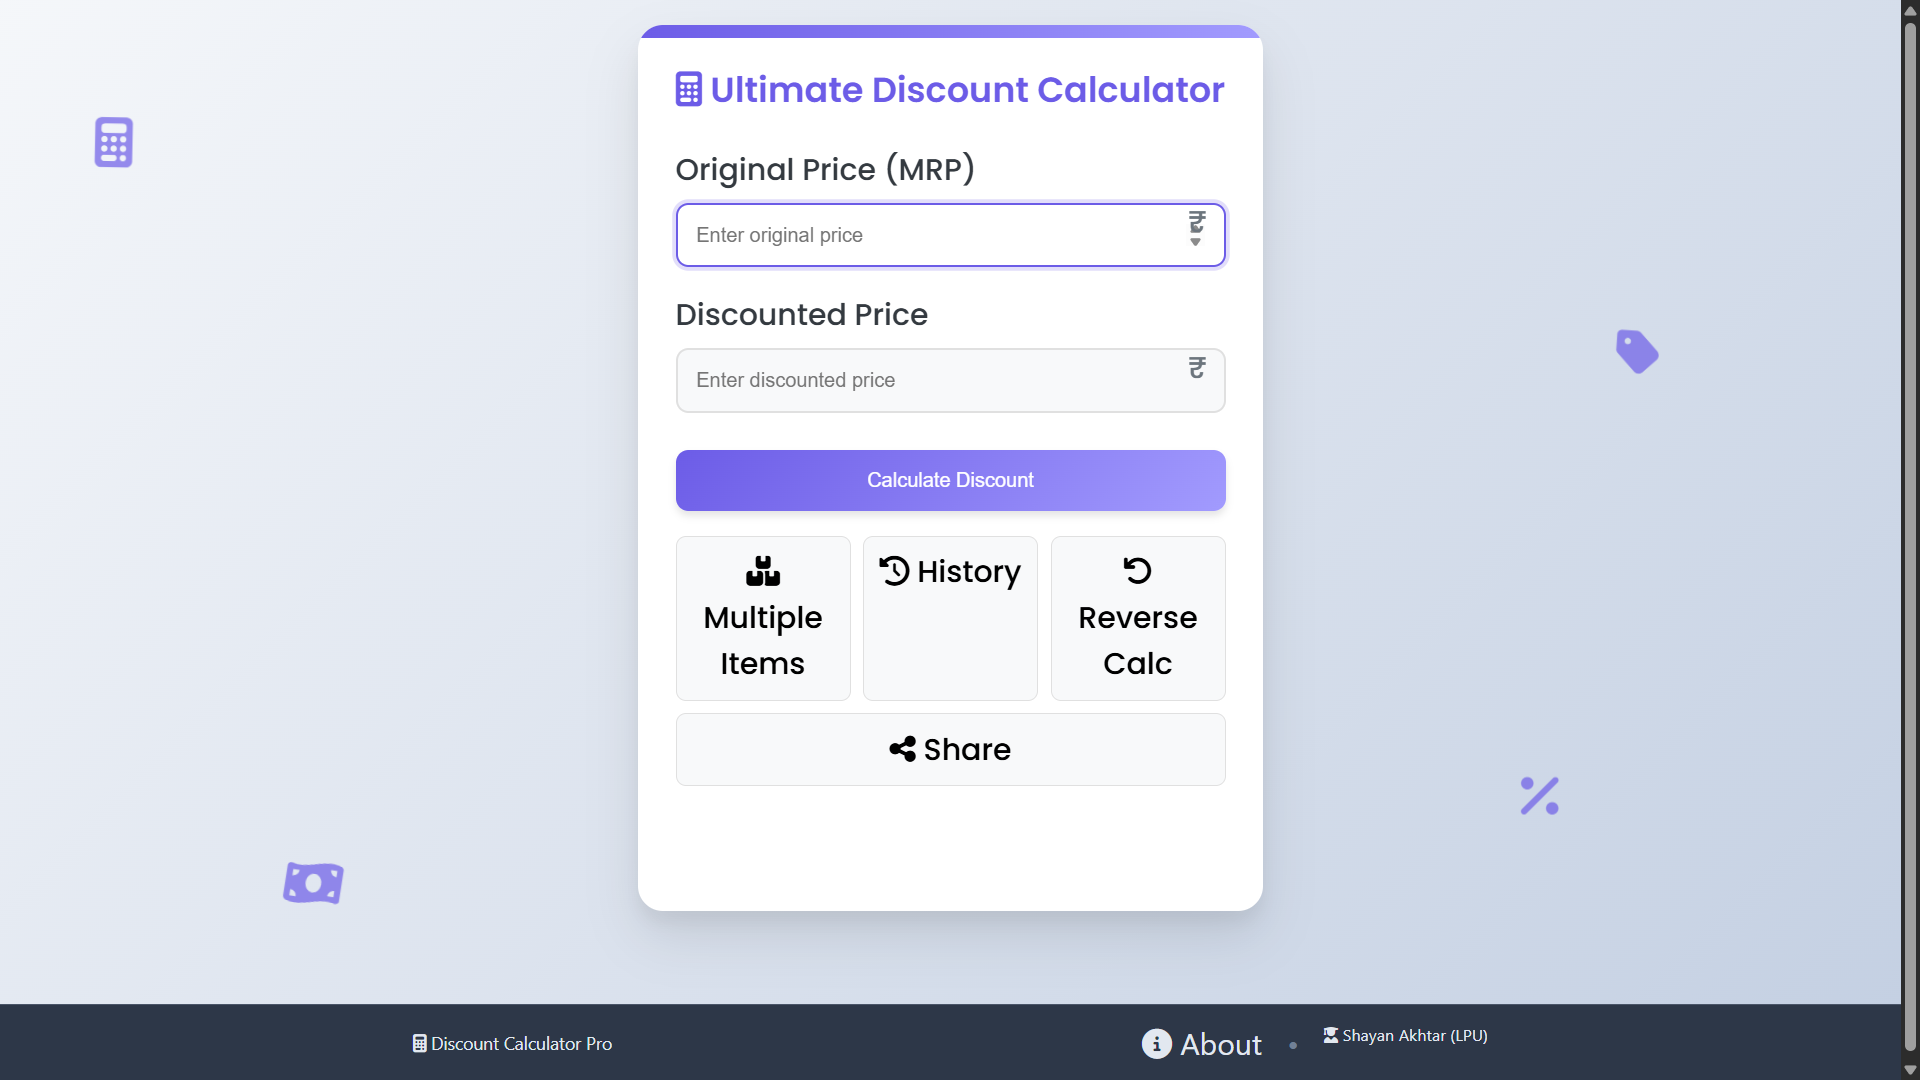 Ultimate Discount Calculator
Original Price (MRP)
Enter original price
₹
Discounted Price
Enter discounted price
₹
Calculate Discount
Multiple
Items
History
Reverse
Calc
Share
Discount Calculator Pro
About
•
Shayan Akhtar (LPU)